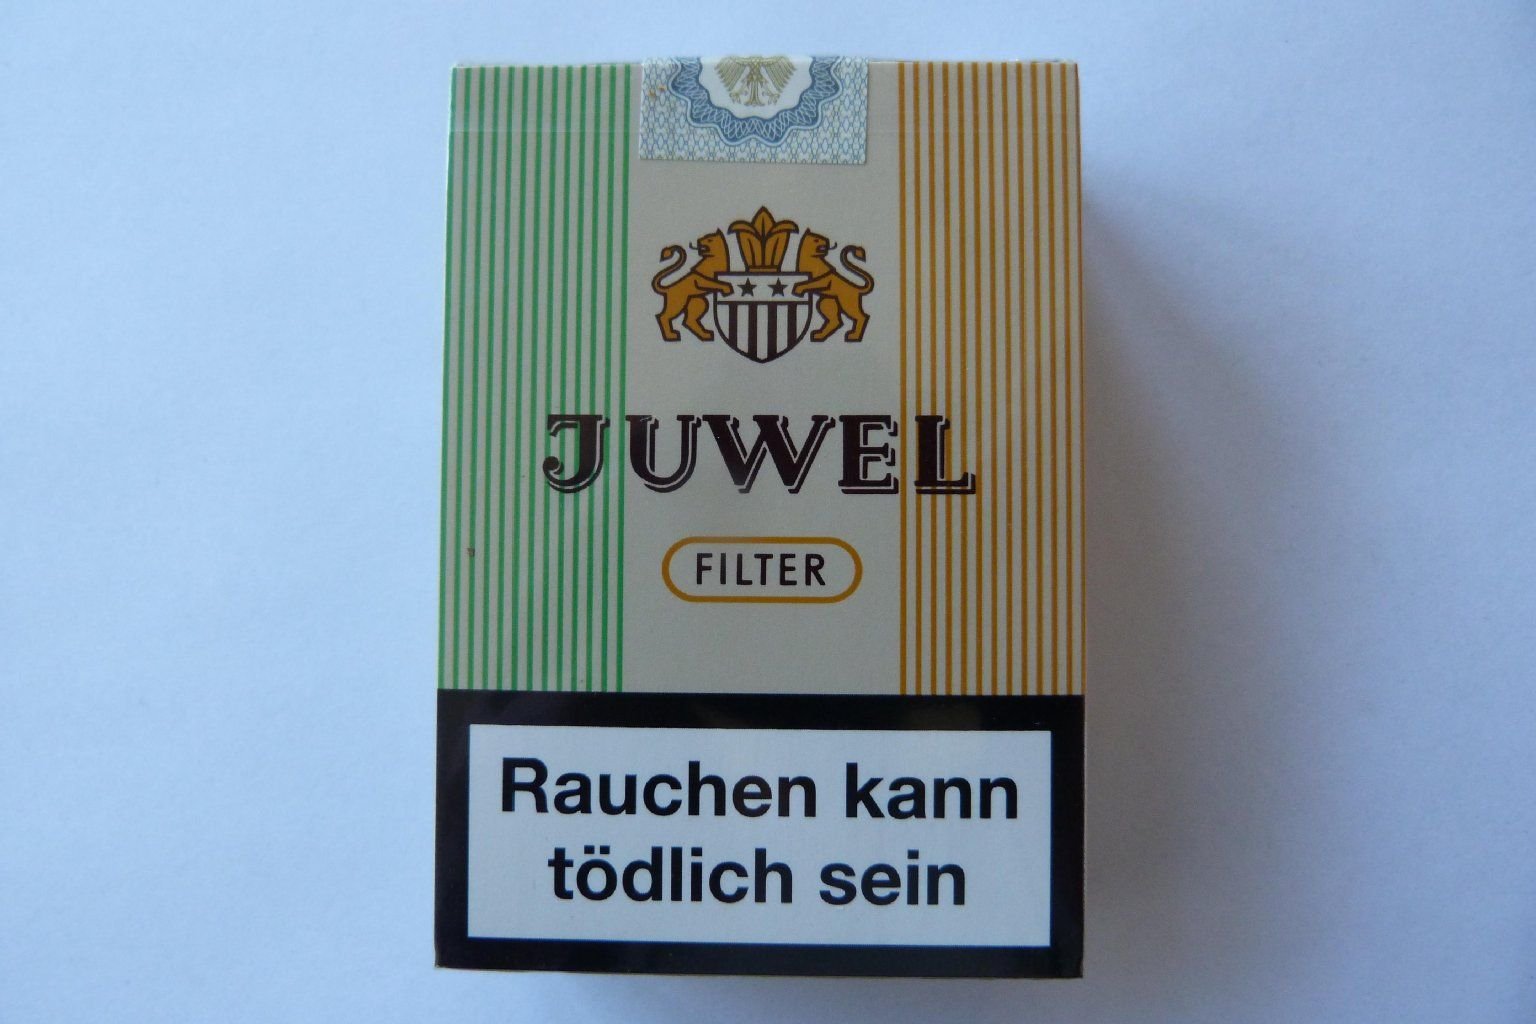 JUWEL
FILTER
Rauchen kann
tödlich sein